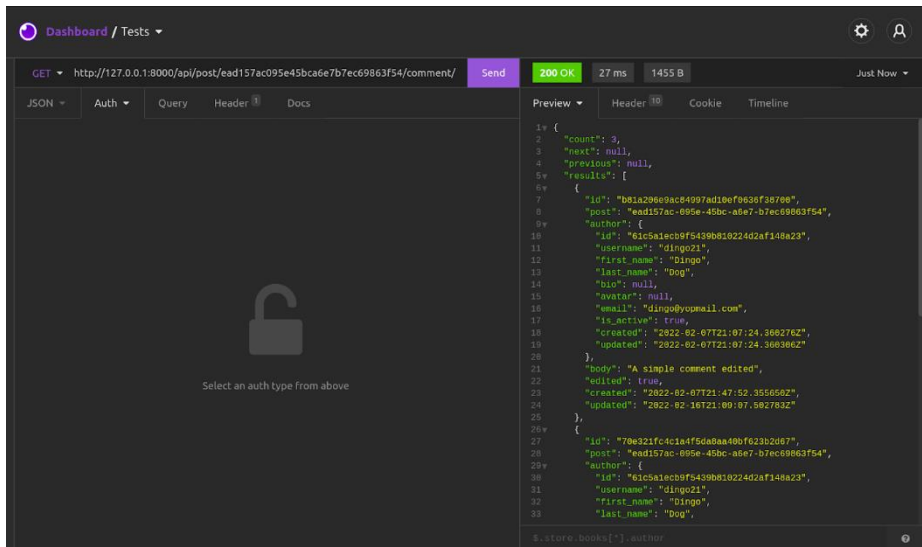 Dashboard / Tests
GET http://127.0.0.1:8000/api/post/ead157ac095e45bca6e7b7ec69863f54/comment/ Send
200 OK 27 ms 1455 B Just Now
JSON Auth Query Header 1 Docs
Preview Header 10 Cookie Timeline
Select an auth type from above
1 {
2 "count": 3,
3 "next": null,
4 "previous": null,
5 "results": [
6 {
7 "id": "b81a206e9ac84997ad10ef0636f38700",
8 "post": "ead157ac-095e-45bc-a6e7-b7ec69863f54",
9 "author": {
10 "id": "61c5a1ecb9f5439b810224d2af148a23",
11 "username": "dingo21",
12 "first_name": "Dingo",
13 "last_name": "Dog",
14 "bio": null,
15 "avatar": null,
16 "email": "dingo@yopmail.com",
17 "is_active": true,
18 "created": "2022-02-07T21:07:24.360276Z",
19 "updated": "2022-02-07T21:07:24.360306Z"
20 },
21 "body": "A simple comment edited",
22 "edited": true,
23 "created": "2022-02-07T21:47:52.355650Z",
24 "updated": "2022-02-16T21:09:07.502783Z"
25 },
26 {
27 "id": "70e321fc4c1a4f5da8aa40bf623b2d67",
28 "post": "ead157ac-095e-45bc-a6e7-b7ec69863f54",
29 "author": {
30 "id": "61c5a1ecb9f5439b810224d2af148a23",
31 "username": "dingo21",
32 "first_name": "Dingo",
33 "last_name": "Dog",
$.store.books[*].author